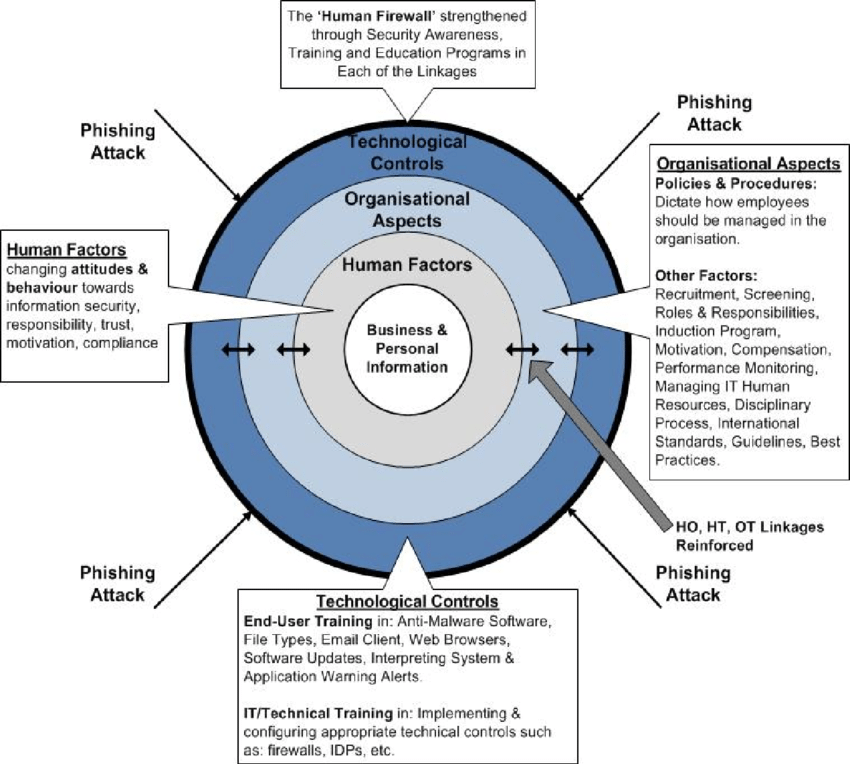 The ‘Human Firewall’ strengthened
through Security Awareness,
Training and Education Programs in
Each of the Linkages
Phishing
Attack
Phishing
Attack
Technological
Controls
Organisational
Aspects
Human Factors
Business &
Personal
Information
Human Factors
changing attitudes &
behaviour towards
information security,
responsibility, trust,
motivation, compliance
Organisational Aspects
Policies & Procedures:
Dictate how employees
should be managed in the
organisation.
Other Factors:
Recruitment, Screening,
Roles & Responsibilities,
Induction Program,
Motivation, Compensation,
Performance Monitoring,
Managing IT Human
Resources, Disciplinary
Process, International
Standards, Guidelines, Best
Practices.
HO, HT, OT Linkages
Reinforced
Phishing
Attack
Phishing
Attack
Technological Controls
End-User Training in: Anti-Malware Software,
File Types, Email Client, Web Browsers,
Software Updates, Interpreting System &
Application Warning Alerts.
IT/Technical Training in: Implementing &
configuring appropriate technical controls such
as: firewalls, IDPs, etc.